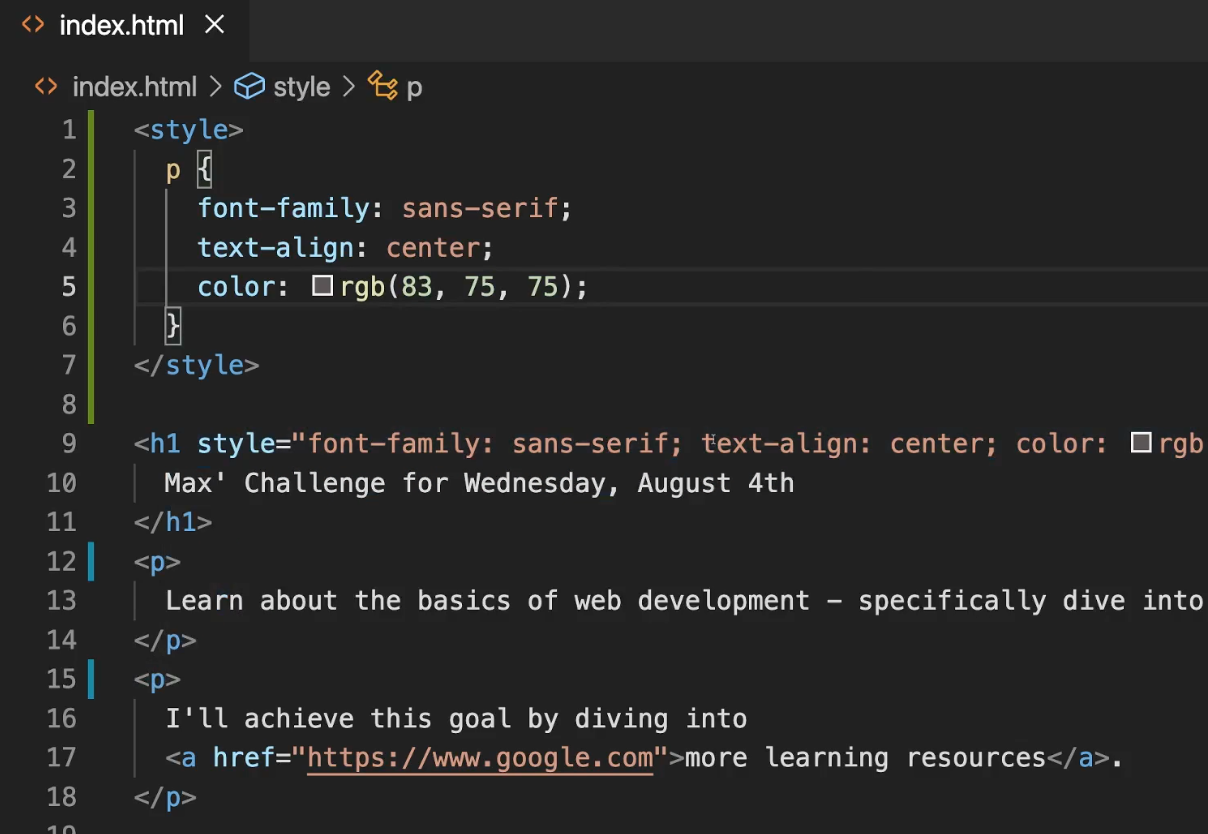 index.html
index.html > style > p
1 <style>
2 p {
3 font-family: sans-serif;
4 text-align: center;
5 color: rgb(83, 75, 75);
6 }
7 </style>
8
9 <h1 style="font-family: sans-serif; text-align: center; color: rgb
10 Max' Challenge for Wednesday, August 4th
11 </h1>
12 <p>
13 Learn about the basics of web development – specifically dive into
14 </p>
15 <p>
16 I'll achieve this goal by diving into
17 <a href="https://www.google.com">more learning resources</a>.
18 </p>
19